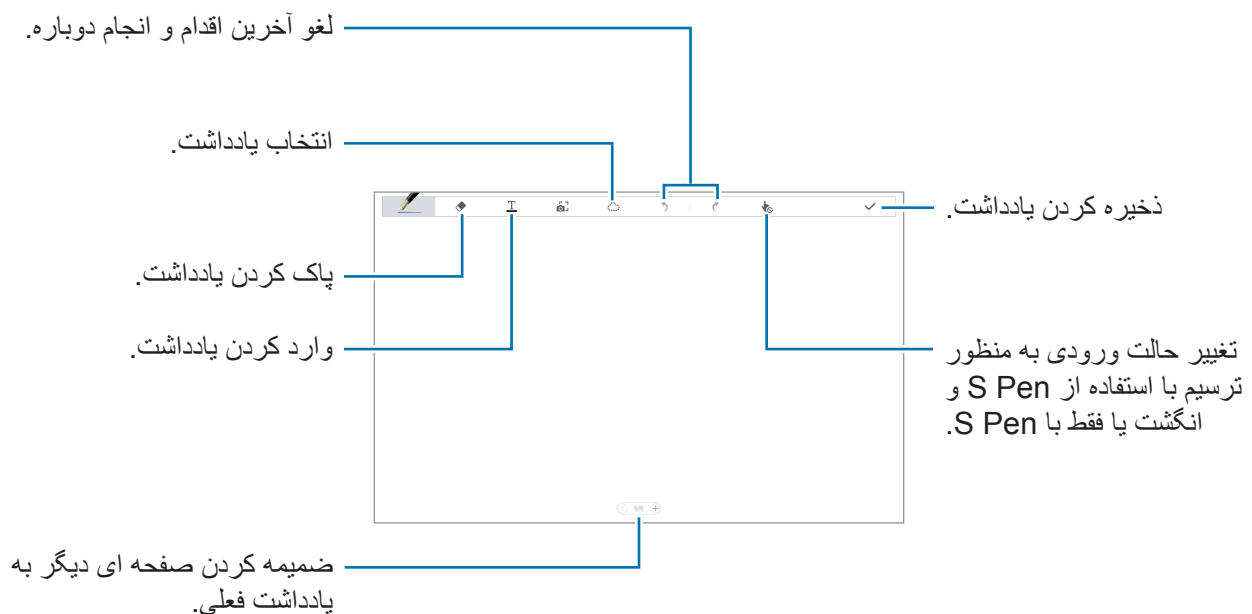 لغو آخرین اقدام و انجام دوباره.
انتخاب یادداشت.
ذخیره کردن یادداشت.
پاک کردن یادداشت.
وارد کردن یادداشت.
تغییر حالت ورودی به منظور
ترسیم با استفاده از S Pen و
انگشت یا فقط با S Pen.
ضمیمه کردن صفحه ای دیگر به
یادداشت فعلی.